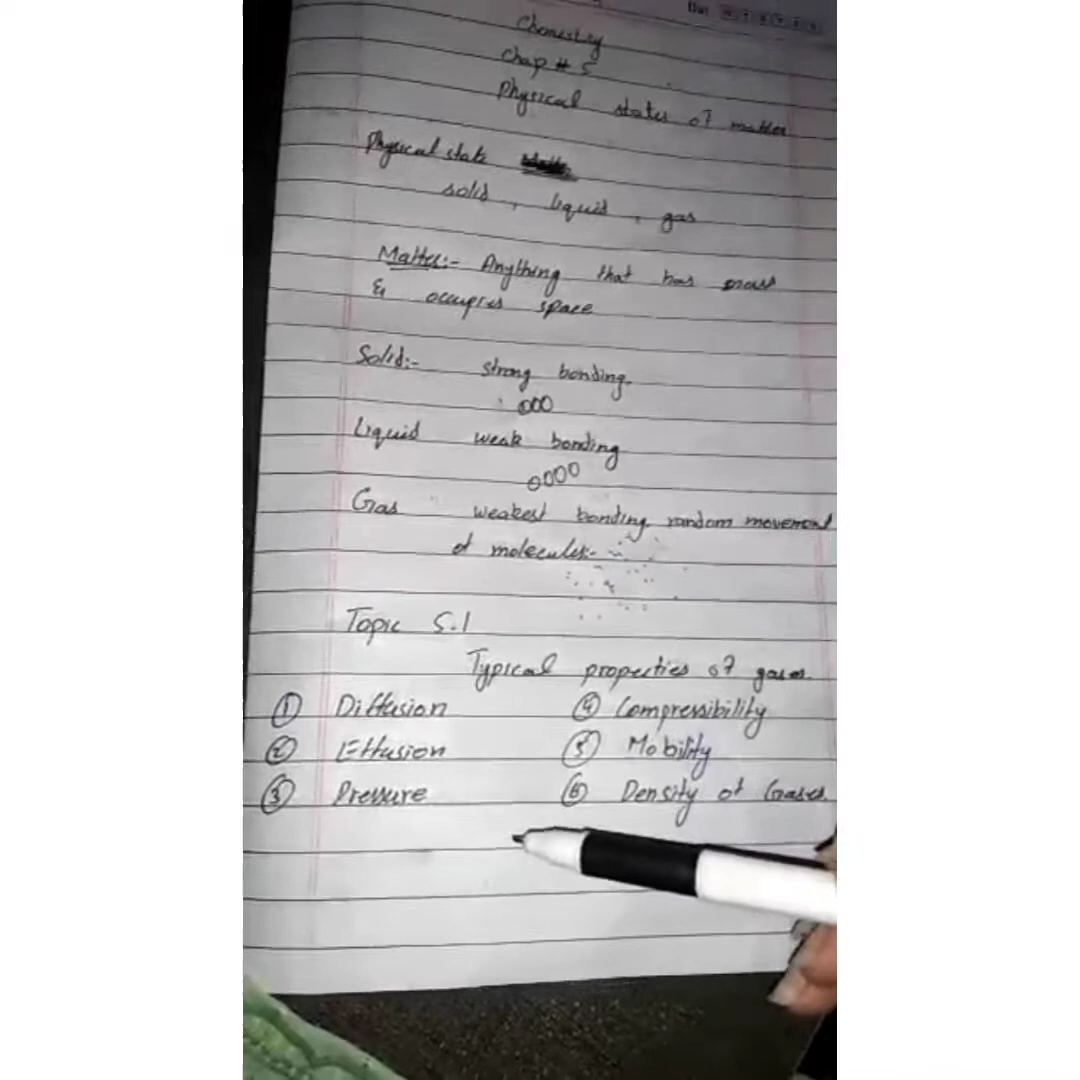 Chemistry
Chap # 5
Physical states of matter
Physical state
solid, liquid, gas
Matter:- Anything that has mass
& occupies space
Solid:- strong bonding.
Liquid weak bonding
Gas weakest bonding, random movement
of molecules:-
Topic 5.1
Typical properties of gases.
① Diffusion ④ Compressibility
② Effusion ⑤ Mobility
③ Pressure ⑥ Density of Gases.